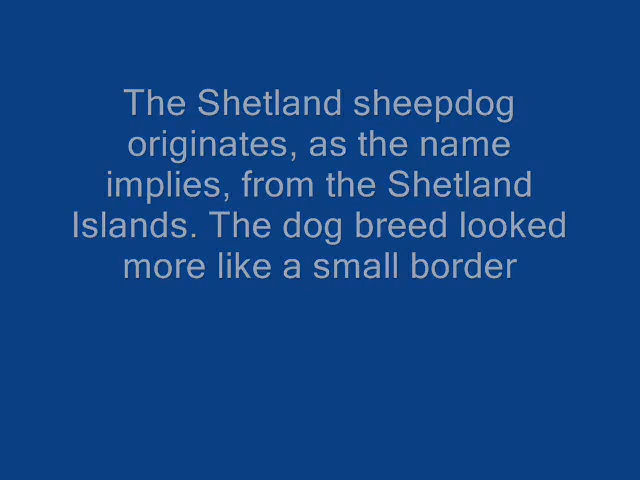 The Shetland sheepdog
originates, as the name
implies, from the Shetland
Islands. The dog breed looked
more like a small border